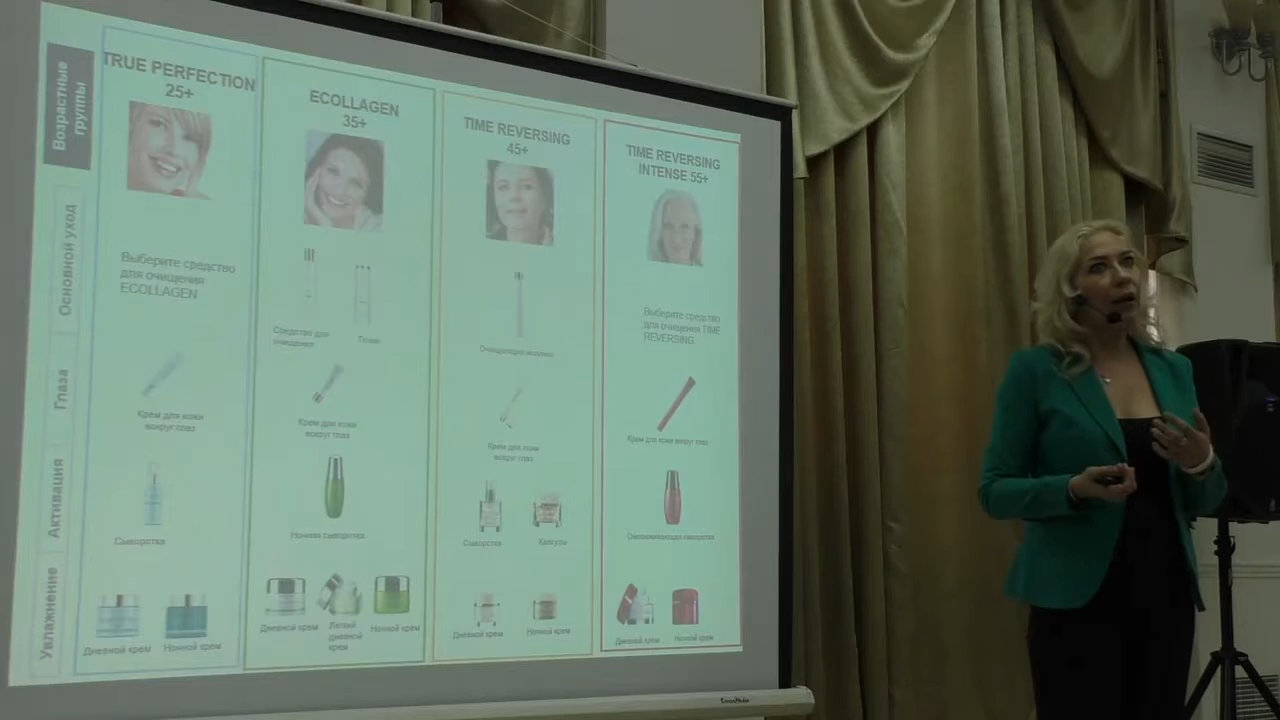 Возрастные
группы
TRUE PERFECTION
25+
ECOLLAGEN
35+
TIME REVERSING
45+
TIME REVERSING
INTENSE 55+
Основной уход
Выберите средство
для очищения
ECOLLAGEN
Средство для
очищения
Тоник
Очищающее молочко
Выберите средство
для очищения TIME
REVERSING
Глаза
Крем для кожи
вокруг глаз
Крем для кожи
вокруг глаз
Крем для кожи
вокруг глаз
Крем для кожи вокруг глаз
Активация
Сыворотка
Ночная сыворотка
Сыворотка
Капсулы
Омолаживающая сыворотка
Увлажнение
Дневной крем
Ночной крем
Дневной крем
Легкий
дневной
крем
Ночной крем
Дневной крем
Ночной крем
Дневной крем
Ночной крем